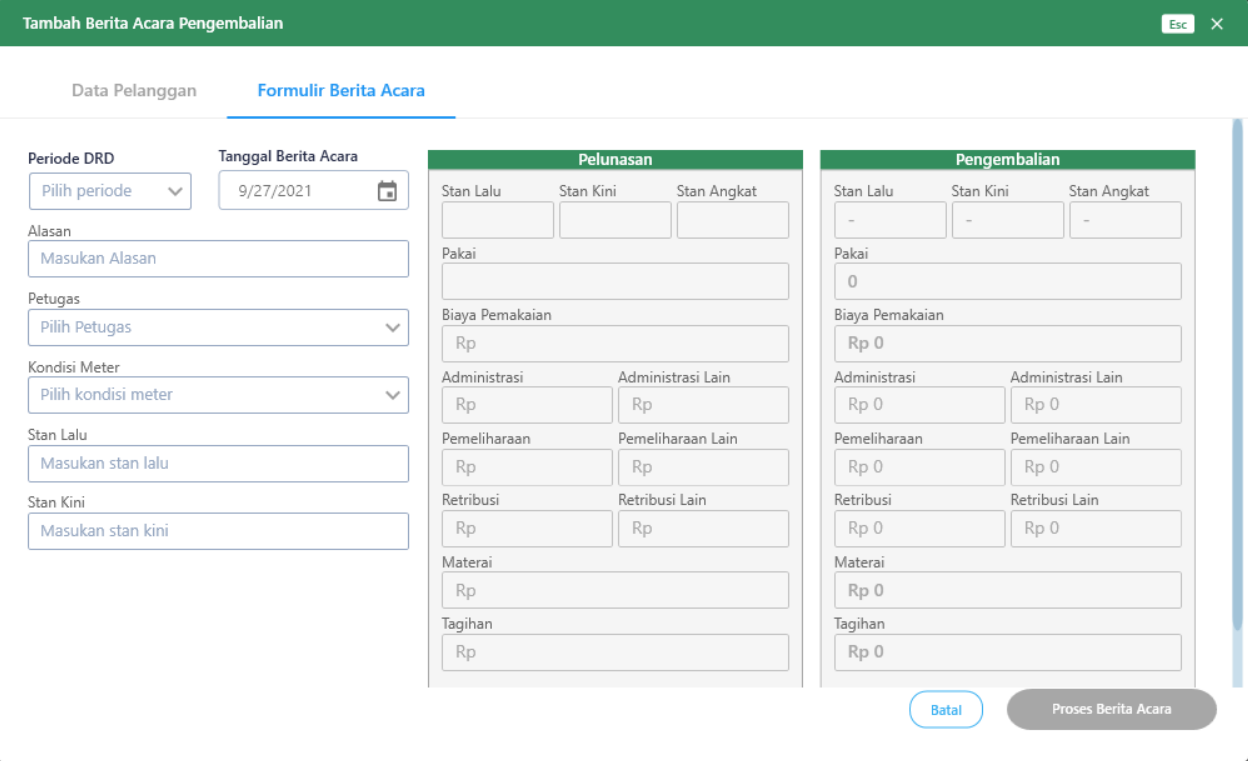 Tambah Berita Acara Pengembalian
Esc
Data Pelanggan
Formulir Berita Acara
Periode DRD
Pilih periode
Tanggal Berita Acara
9/27/2021
Alasan
Masukan Alasan
Petugas
Pilih Petugas
Kondisi Meter
Pilih kondisi meter
Stan Lalu
Masukan stan lalu
Stan Kini
Masukan stan kini
Pelunasan
Stan Lalu Stan Kini Stan Angkat
Pakai
Biaya Pemakaian
Rp
Administrasi Administrasi Lain
Rp Rp
Pemeliharaan Pemeliharaan Lain
Rp Rp
Retribusi Retribusi Lain
Rp Rp
Materai
Rp
Tagihan
Rp
Pengembalian
Stan Lalu Stan Kini Stan Angkat
- - -
Pakai
0
Biaya Pemakaian
Rp 0
Administrasi Administrasi Lain
Rp 0 Rp 0
Pemeliharaan Pemeliharaan Lain
Rp 0 Rp 0
Retribusi Retribusi Lain
Rp 0 Rp 0
Materai
Rp 0
Tagihan
Rp 0
Batal
Proses Berita Acara